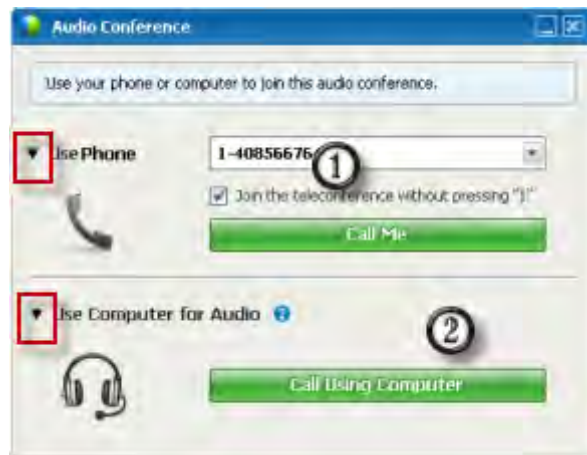 Audio Conference
Use your phone or computer to join this audio conference.
Use Phone
1-40856676
1
Join the teleconference without pressing "1"
Call Me
Use Computer for Audio
2
Call Using Computer